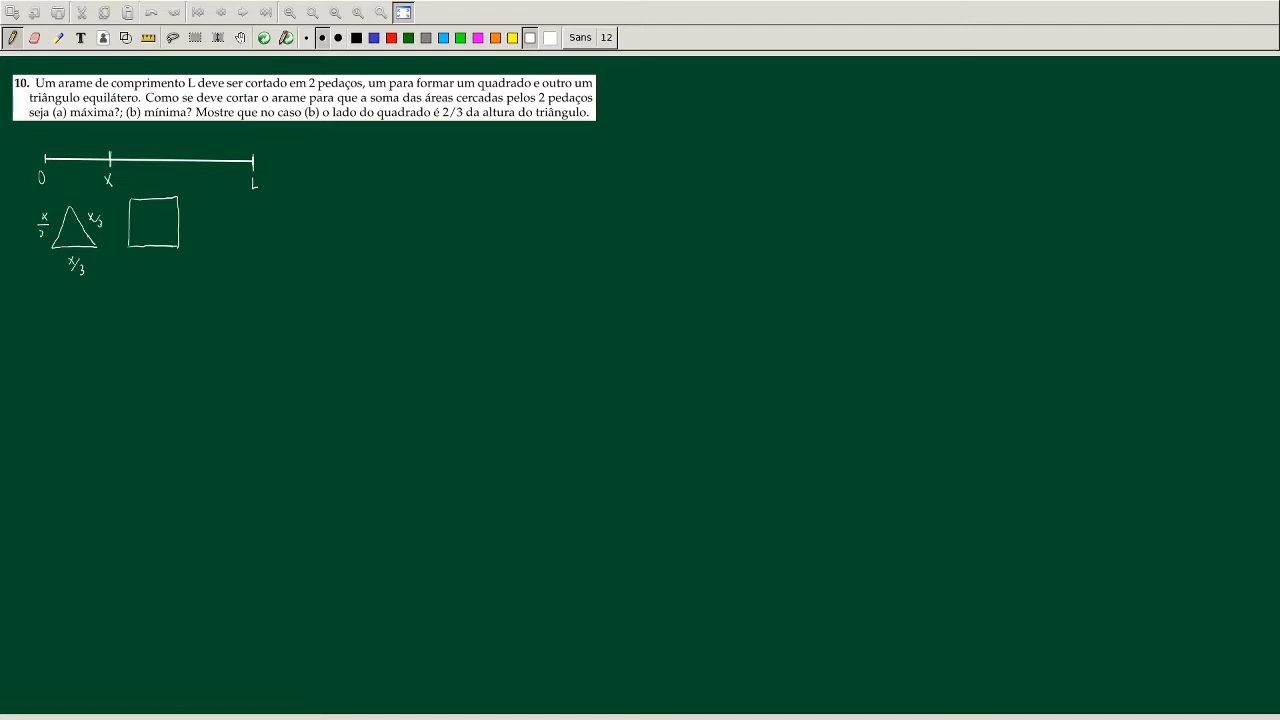 Sans 12
10. Um arame de comprimento L deve ser cortado em 2 pedaços, um para formar um quadrado e outro um
triângulo equilátero. Como se deve cortar o arame para que a soma das áreas cercadas pelos 2 pedaços
seja (a) máxima?; (b) mínima? Mostre que no caso (b) o lado do quadrado é 2/3 da altura do triângulo.
0 x L
x/3 x/3
x/3